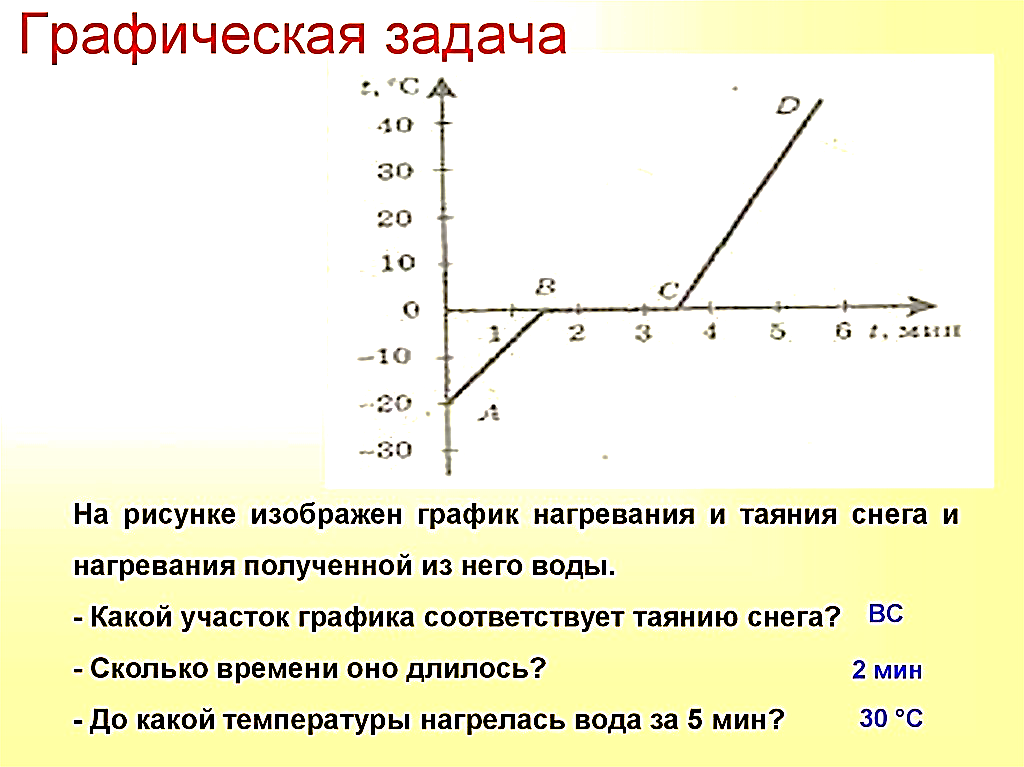 Графическая задача
t, °C
40
30
20
10
0
-10
-20
-30
A
B
C
D
1 2 3 4 5 6 t, мин
На рисунке изображен график нагревания и таяния снега и
нагревания полученной из него воды.
- Какой участок графика соответствует таянию снега? ВС
- Сколько времени оно длилось? 2 мин
- До какой температуры нагрелась вода за 5 мин? 30 °С